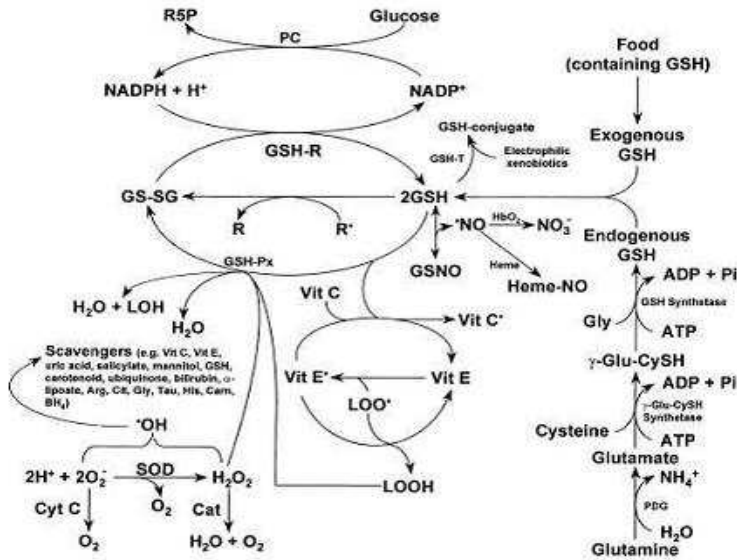 R5P
Glucose
PC
NADPH + H⁺
NADP⁺
GSH-R
GS-SG
2GSH
R
R•
GSH-Px
GSH-conjugate
GSH-T
Electrophilic
xenobiotics
Food
(containing GSH)
Exogenous
GSH
•NO
HbO₂
NO₃⁻
GSNO
Heme
Heme-NO
Endogenous
GSH
ADP + Pi
GSH Synthetase
Gly
ATP
γ-Glu-CySH
ADP + Pi
γ-Glu-CySH
Synthetase
Cysteine
ATP
Glutamate
NH₄⁺
PDG
H₂O
Glutamine
H₂O + LOH
H₂O
Vit C
Vit C•
Vit E•
Vit E
LOO•
LOOH
Scavengers (e.g. Vit C, Vit E,
uric acid, salicylate, mannitol, GSH,
carotenoid, ubiquinone, bilirubin, α-
lipoate, Arg, Cit, Gly, Tau, His, Carn,
BH₄)
•OH
2H⁺ + 2O₂⁻
SOD
H₂O₂
O₂
Cyt C
Cat
O₂
H₂O + O₂